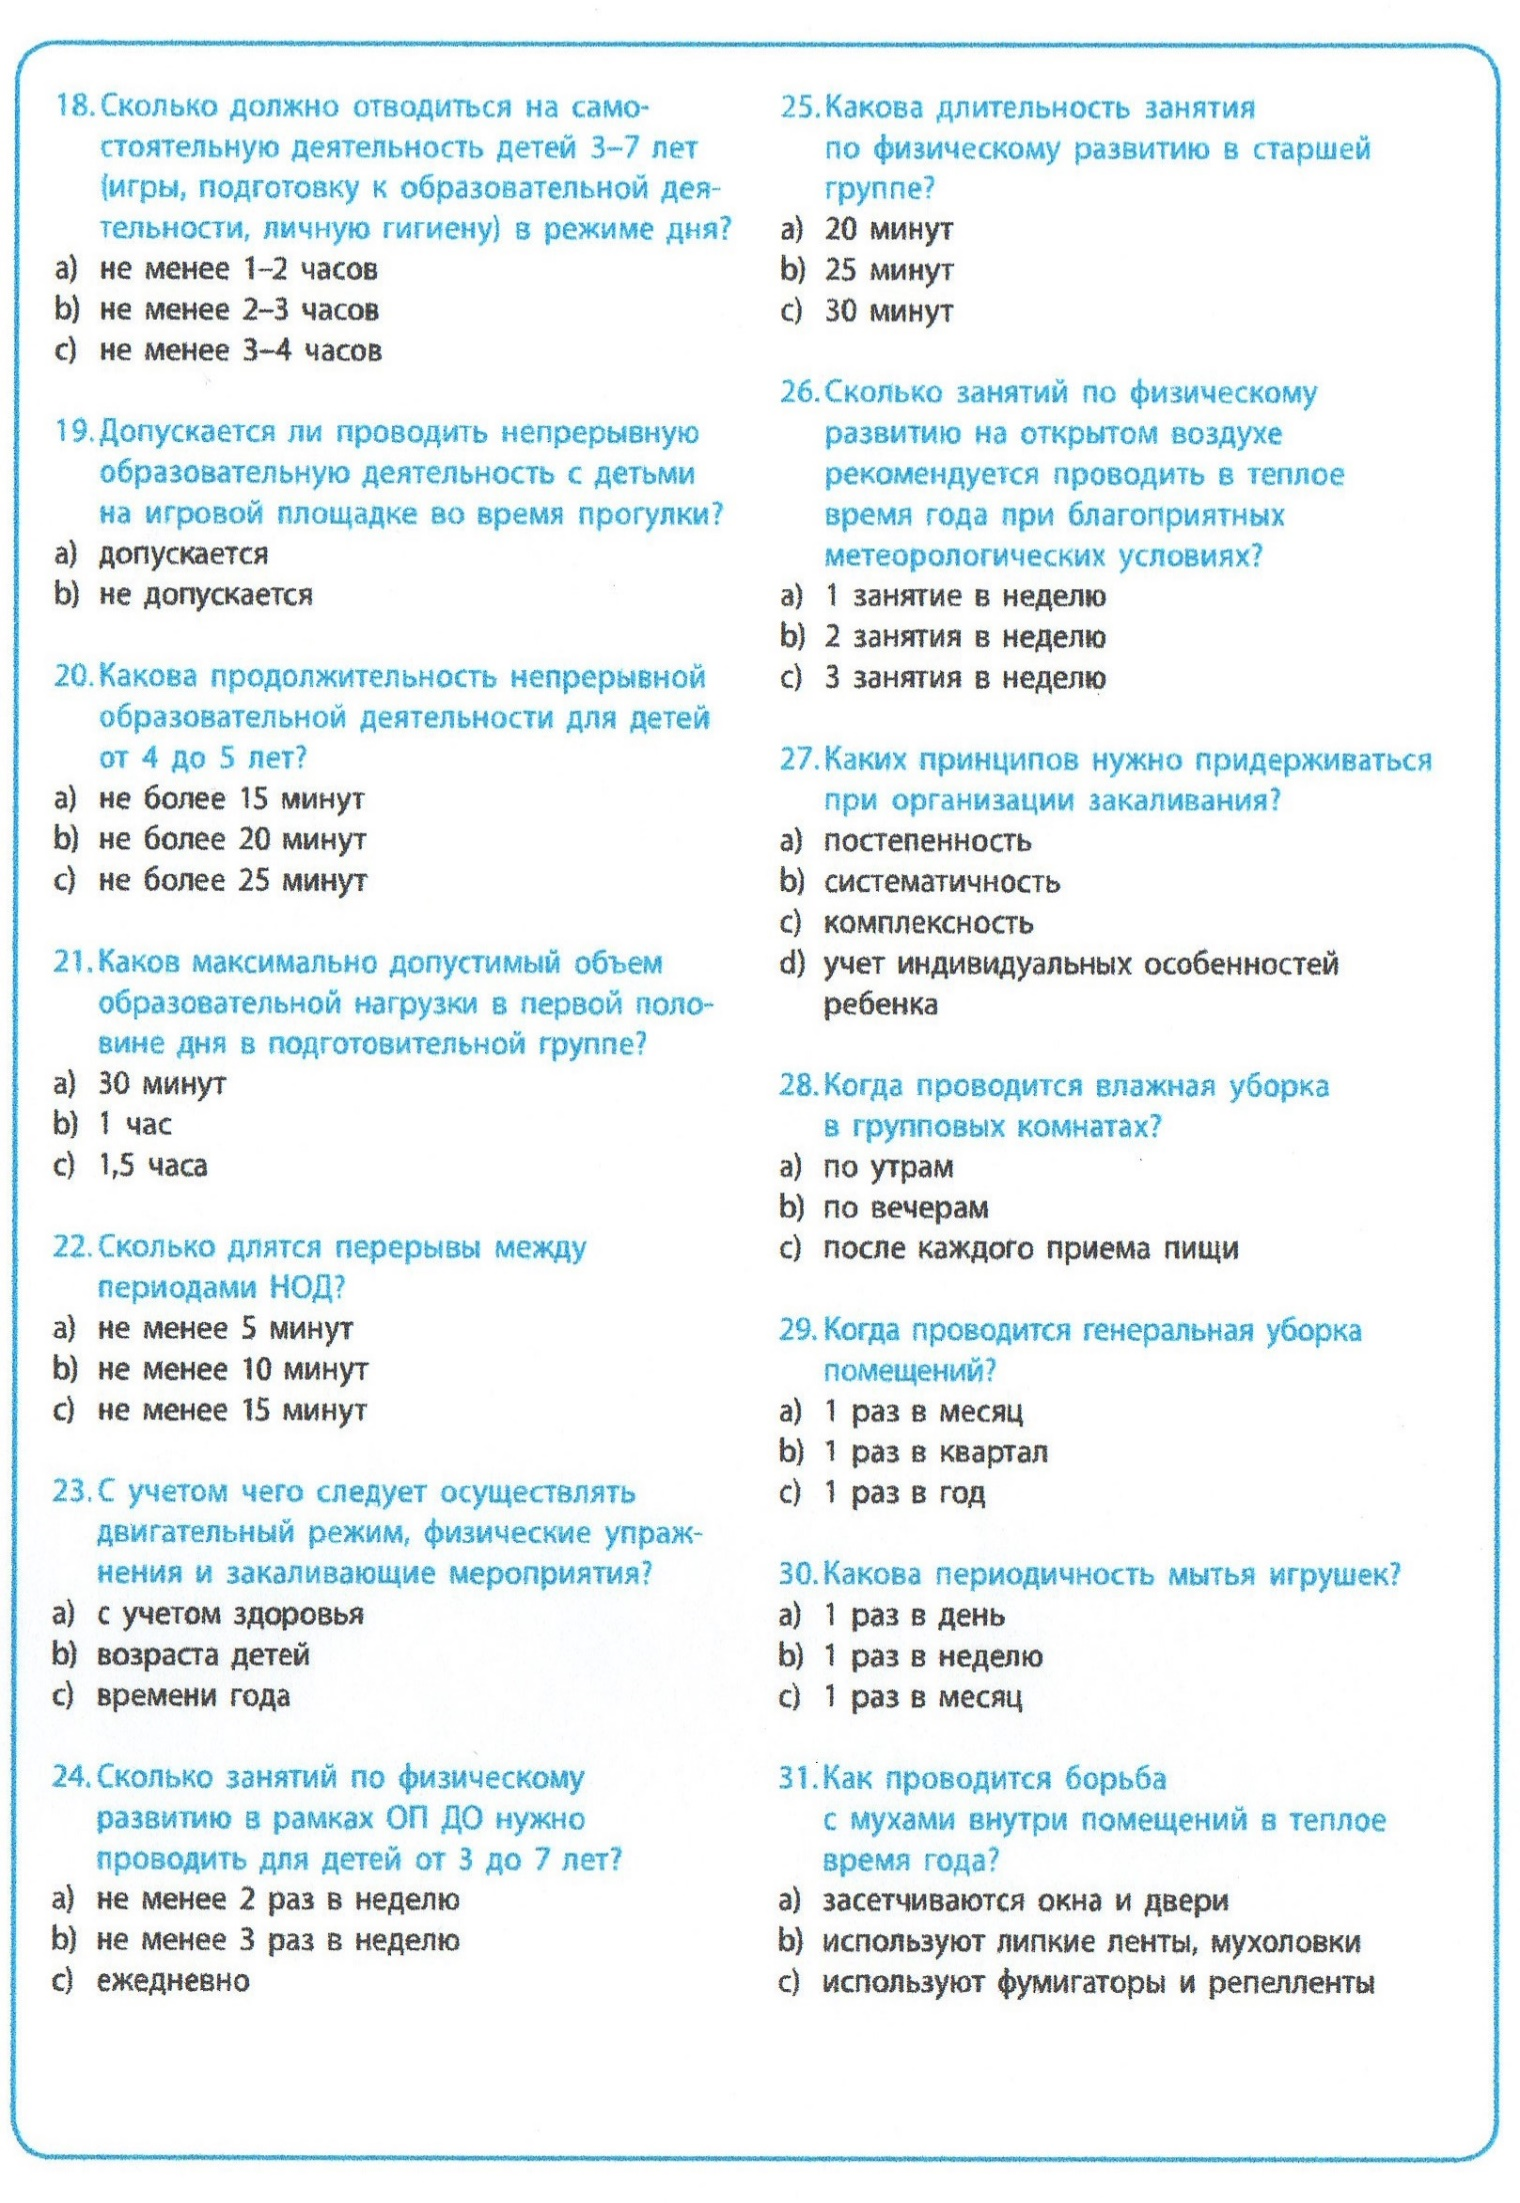 18. Сколько должно отводиться на само-
стоятельную деятельность детей 3–7 лет
(игры, подготовку к образовательной дея-
тельности, личную гигиену) в режиме дня?
a) не менее 1–2 часов
b) не менее 2–3 часов
c) не менее 3–4 часов
19. Допускается ли проводить непрерывную
образовательную деятельность с детьми
на игровой площадке во время прогулки?
a) допускается
b) не допускается
20. Какова продолжительность непрерывной
образовательной деятельности для детей
от 4 до 5 лет?
a) не более 15 минут
b) не более 20 минут
c) не более 25 минут
21. Каков максимально допустимый объем
образовательной нагрузки в первой поло-
вине дня в подготовительной группе?
a) 30 минут
b) 1 час
c) 1,5 часа
22. Сколько длятся перерывы между
периодами НОД?
a) не менее 5 минут
b) не менее 10 минут
c) не менее 15 минут
23. С учетом чего следует осуществлять
двигательный режим, физические упраж-
нения и закаливающие мероприятия?
a) с учетом здоровья
b) возраста детей
c) времени года
24. Сколько занятий по физическому
развитию в рамках ОП ДО нужно
проводить для детей от 3 до 7 лет?
a) не менее 2 раз в неделю
b) не менее 3 раз в неделю
c) ежедневно
25. Какова длительность занятия
по физическому развитию в старшей
группе?
a) 20 минут
b) 25 минут
c) 30 минут
26. Сколько занятий по физическому
развитию на открытом воздухе
рекомендуется проводить в теплое
время года при благоприятных
метеорологических условиях?
a) 1 занятие в неделю
b) 2 занятия в неделю
c) 3 занятия в неделю
27. Каких принципов нужно придерживаться
при организации закаливания?
a) постепенность
b) систематичность
c) комплексность
d) учет индивидуальных особенностей
ребенка
28. Когда проводится влажная уборка
в групповых комнатах?
a) по утрам
b) по вечерам
c) после каждого приема пищи
29. Когда проводится генеральная уборка
помещений?
a) 1 раз в месяц
b) 1 раз в квартал
c) 1 раз в год
30. Какова периодичность мытья игрушек?
a) 1 раз в день
b) 1 раз в неделю
c) 1 раз в месяц
31. Как проводится борьба
с мухами внутри помещений в теплое
время года?
a) засетчиваются окна и двери
b) используют липкие ленты, мухоловки
c) используют фумигаторы и репелленты